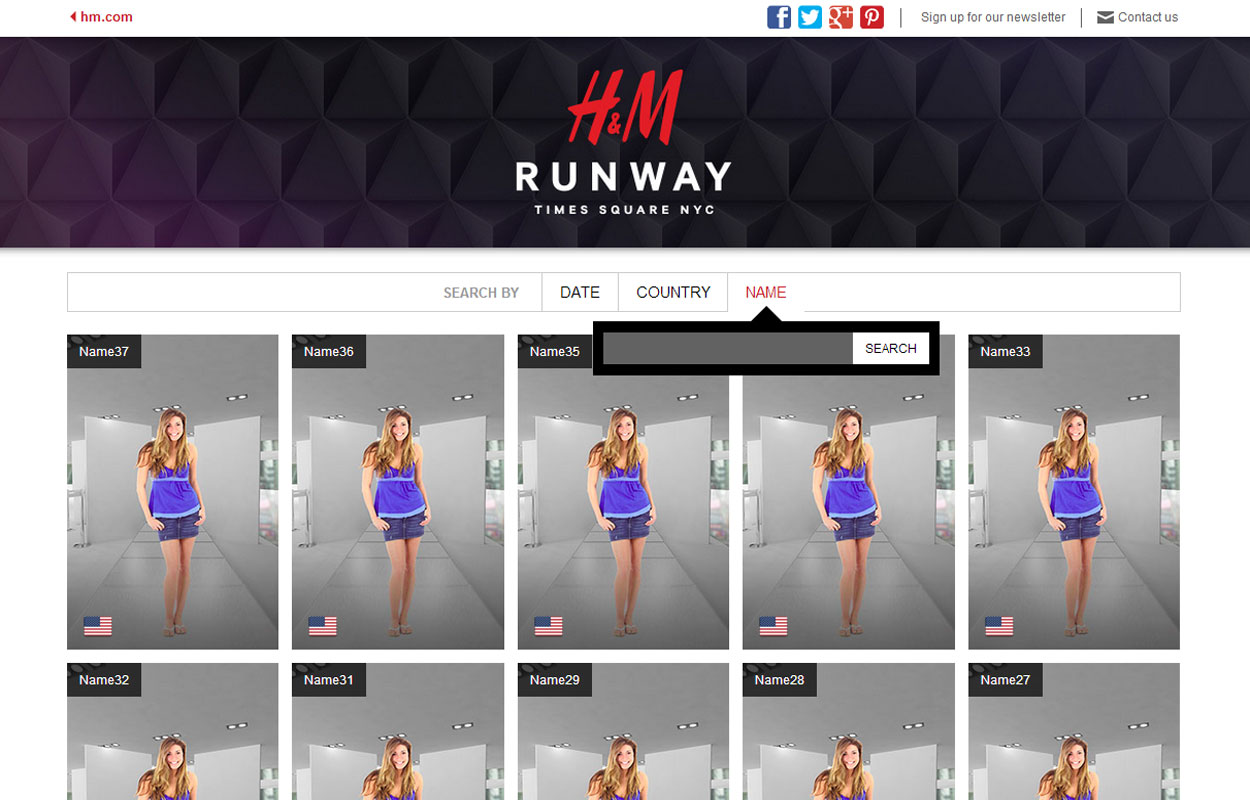 hm.com
Sign up for our newsletter
Contact us
H&M
RUNWAY
TIMES SQUARE NYC
SEARCH BY
DATE
COUNTRY
NAME
SEARCH
Name37
Name36
Name35
Name33
Name32
Name31
Name29
Name28
Name27